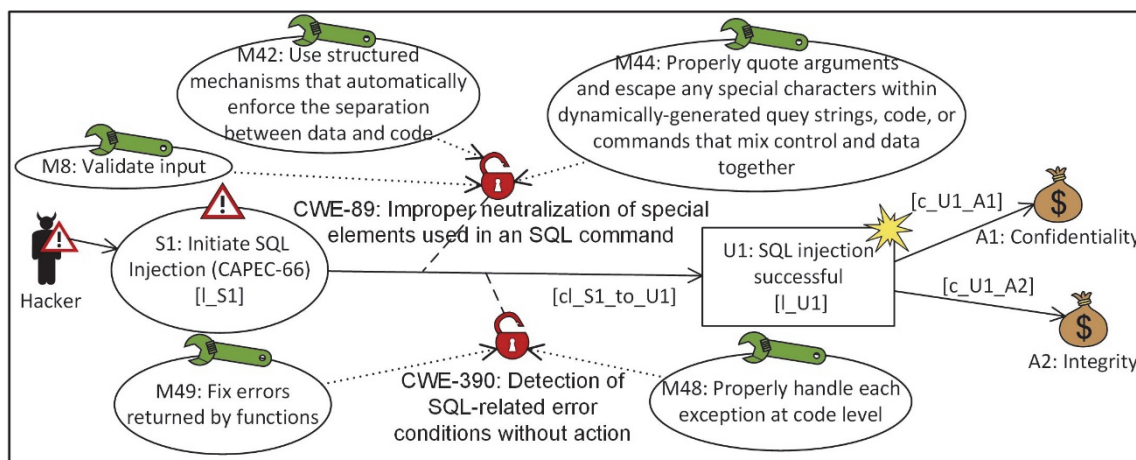 M42: Use structured
mechanisms that automatically
enforce the separation
between data and code
M44: Properly quote arguments
and escape any special characters within
dynamically-generated quey strings, code, or
commands that mix control and data
together
M8: Validate input
CWE-89: Improper neutralization of special
elements used in an SQL command
Hacker
S1: Initiate SQL
Injection (CAPEC-66)
[l_S1]
[cl_S1_to_U1]
U1: SQL injection
successful
[l_U1]
[c_U1_A1]
A1: Confidentiality
[c_U1_A2]
$
$
A2: Integrity
M49: Fix errors
returned by functions
CWE-390: Detection of
SQL-related error
conditions without action
M48: Properly handle each
exception at code level